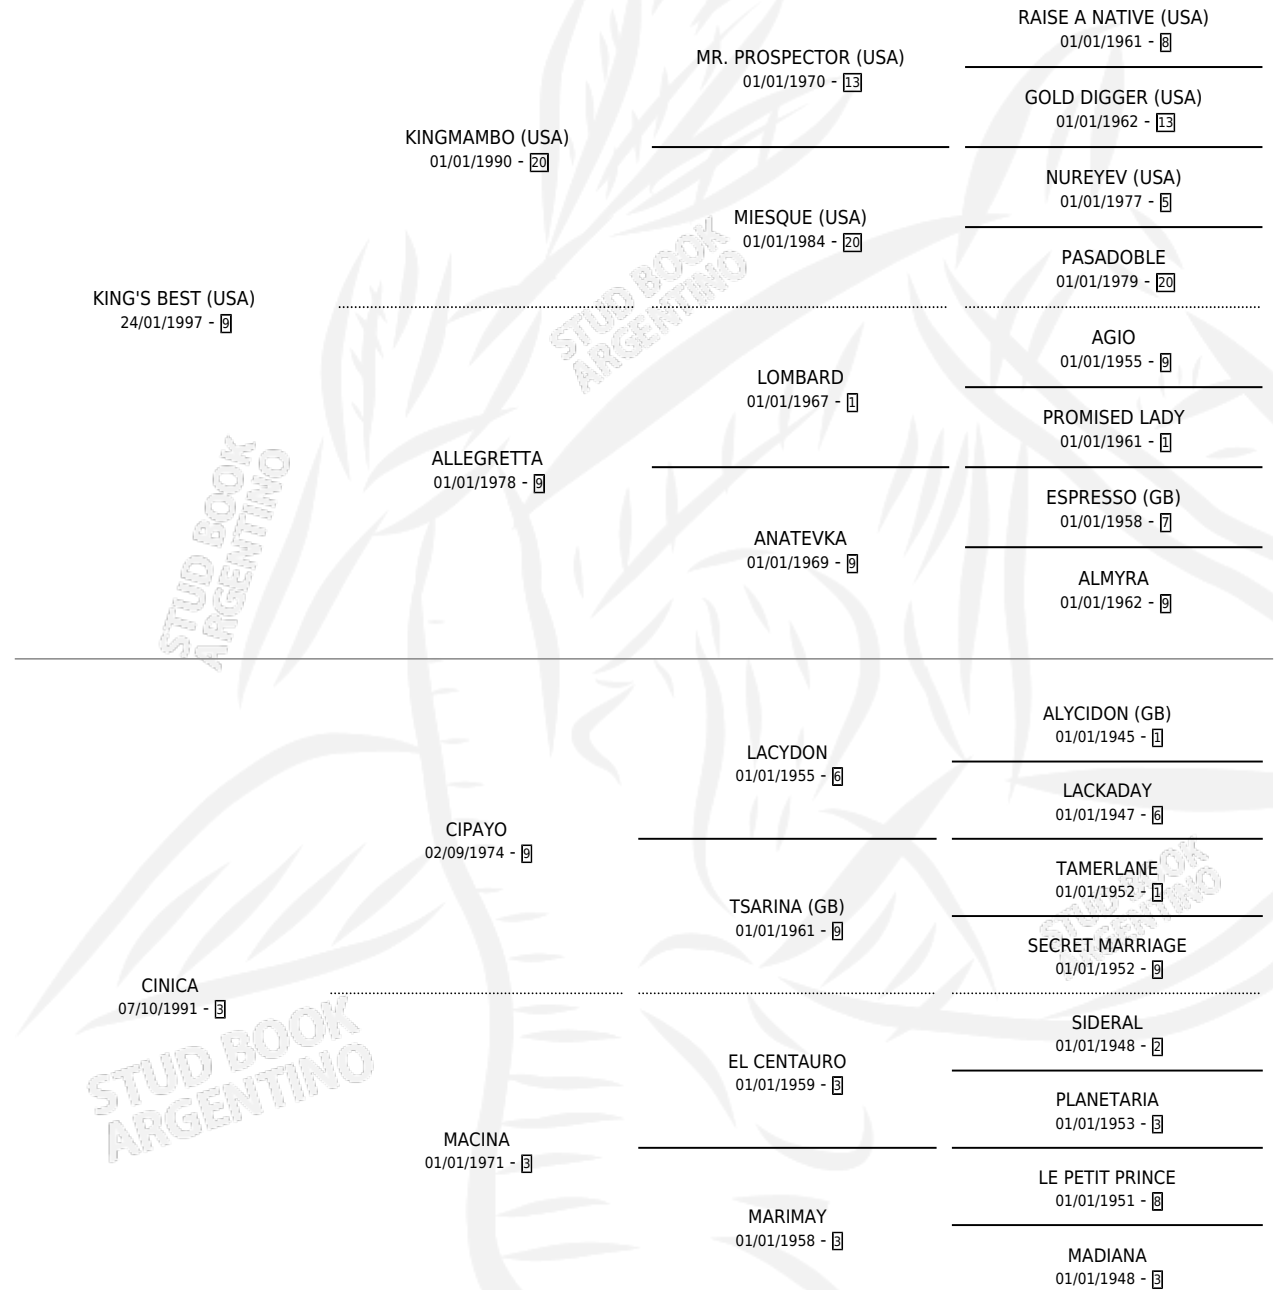 RAISE A NATIVE (USA)
01/01/1961 - 8
MR. PROSPECTOR (USA)
01/01/1970 - 13
GOLD DIGGER (USA)
01/01/1962 - 13
KINGMAMBO (USA)
01/01/1990 - 20
NUREYEV (USA)
01/01/1977 - 5
MIESQUE (USA)
01/01/1984 - 20
PASADOBLE
01/01/1979 - 20
KING'S BEST (USA)
24/01/1997 - 9
STUD BOOK
ARGENTINO
AGIO
01/01/1955 - 9
LOMBARD
01/01/1967 - 1
PROMISED LADY
01/01/1961 - 1
ALLEGRETTA
01/01/1978 - 9
ESPRESSO (GB)
01/01/1958 - 7
ANATEVKA
01/01/1969 - 9
ALMYRA
01/01/1962 - 9
STUD BOOK
ARGENTINO
ALYCIDON (GB)
01/01/1945 - 1
LACYDON
01/01/1955 - 6
LACKADAY
01/01/1947 - 6
CIPAYO
02/09/1974 - 9
TAMERLANE
01/01/1952 - 1
TSARINA (GB)
01/01/1961 - 9
STUD BOOK
ARGENTINO
SECRET MARRIAGE
01/01/1952 - 9
CINICA
07/10/1991 - 3
STUD BOOK
ARGENTINO
SIDERAL
01/01/1948 - 2
EL CENTAURO
01/01/1959 - 3
PLANETARIA
01/01/1953 - 3
MACINA
01/01/1971 - 3
LE PETIT PRINCE
01/01/1951 - 8
MARIMAY
01/01/1958 - 3
MADIANA
01/01/1948 - 3